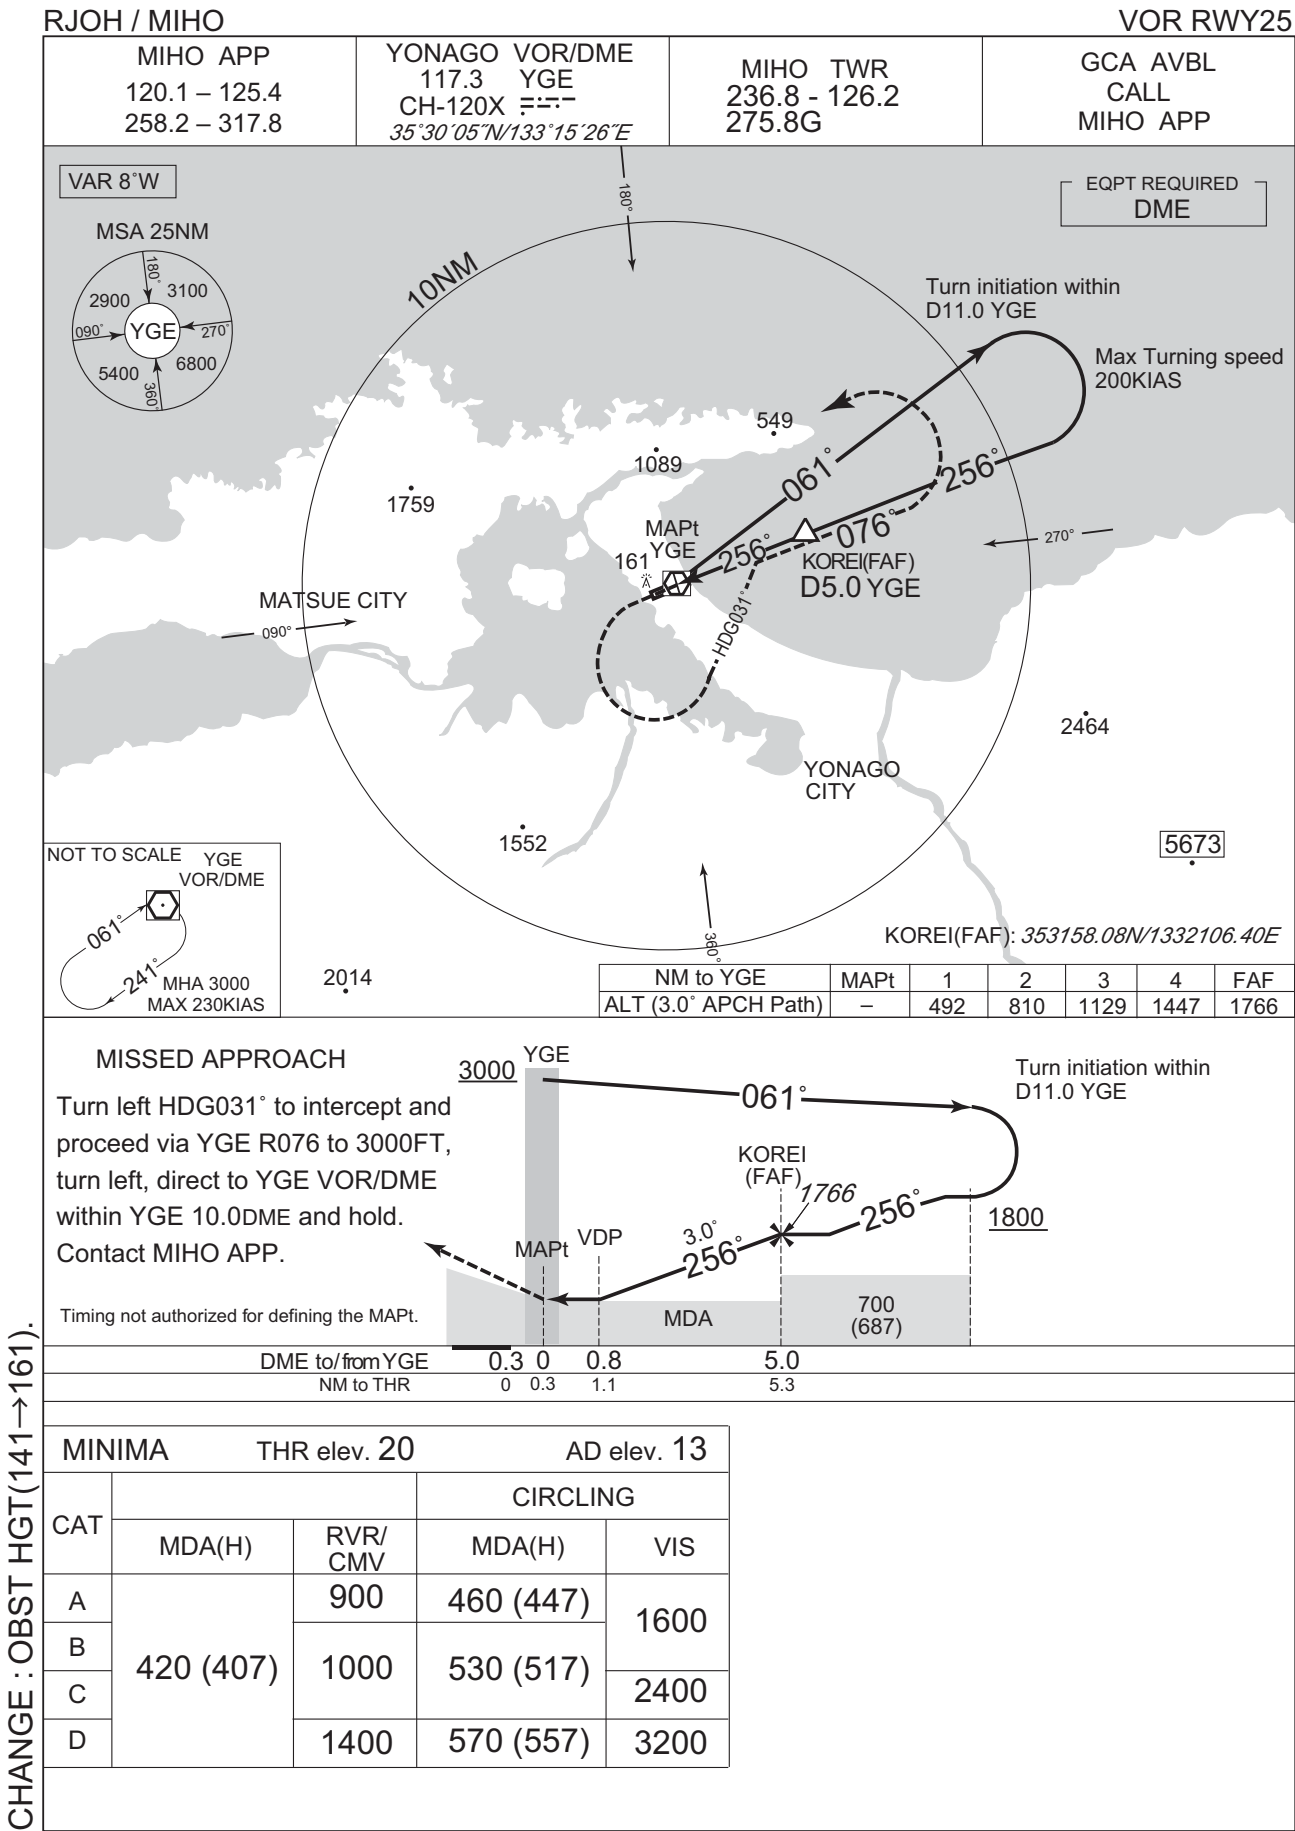 RJOH / MIHO
VOR RWY25
MIHO APP
120.1 – 125.4
258.2 – 317.8
YONAGO VOR/DME
117.3 YGE
CH-120X
35°30´05˝N/133°15´26˝E
MIHO TWR
236.8 - 126.2
275.8G
GCA AVBL
CALL
MIHO APP
VAR 8°W
EQPT REQUIRED
DME
MSA 25NM
180°
2900
3100
090°
YGE
270°
5400
6800
360°
180°
10NM
Turn initiation within
D11.0 YGE
Max Turning speed
200KIAS
549
1089
1759
061°
256°
MAPt
YGE
161
256°
076°
KOREI(FAF)
D5.0 YGE
270°
HDG031°
MATSUE CITY
090°
2464
YONAGO
CITY
1552
5673
360°
NOT TO SCALE
YGE
VOR/DME
061°
241°
MHA 3000
MAX 230KIAS
2014
KOREI(FAF): 353158.08N/1332106.40E
NM to YGE MAPt 1 2 3 4 FAF
ALT (3.0° APCH Path) – 492 810 1129 1447 1766
MISSED APPROACH
Turn left HDG031° to intercept and
proceed via YGE R076 to 3000FT,
turn left, direct to YGE VOR/DME
within YGE 10.0DME and hold.
Contact MIHO APP.
Timing not authorized for defining the MAPt.
YGE
3000
061°
Turn initiation within
D11.0 YGE
KOREI
(FAF)
1766
256°
1800
3.0°
256°
MAPt
VDP
MDA
700
(687)
DME to/from YGE 0.3 0 0.8 5.0
NM to THR 0 0.3 1.1 5.3
MINIMA THR elev. 20 AD elev. 13
CAT
CIRCLING
MDA(H)
RVR/
CMV
MDA(H)
VIS
A
B
C
D
420 (407)
900
1000
1400
460 (447)
530 (517)
570 (557)
1600
2400
3200
CHANGE : OBST HGT(141→161).